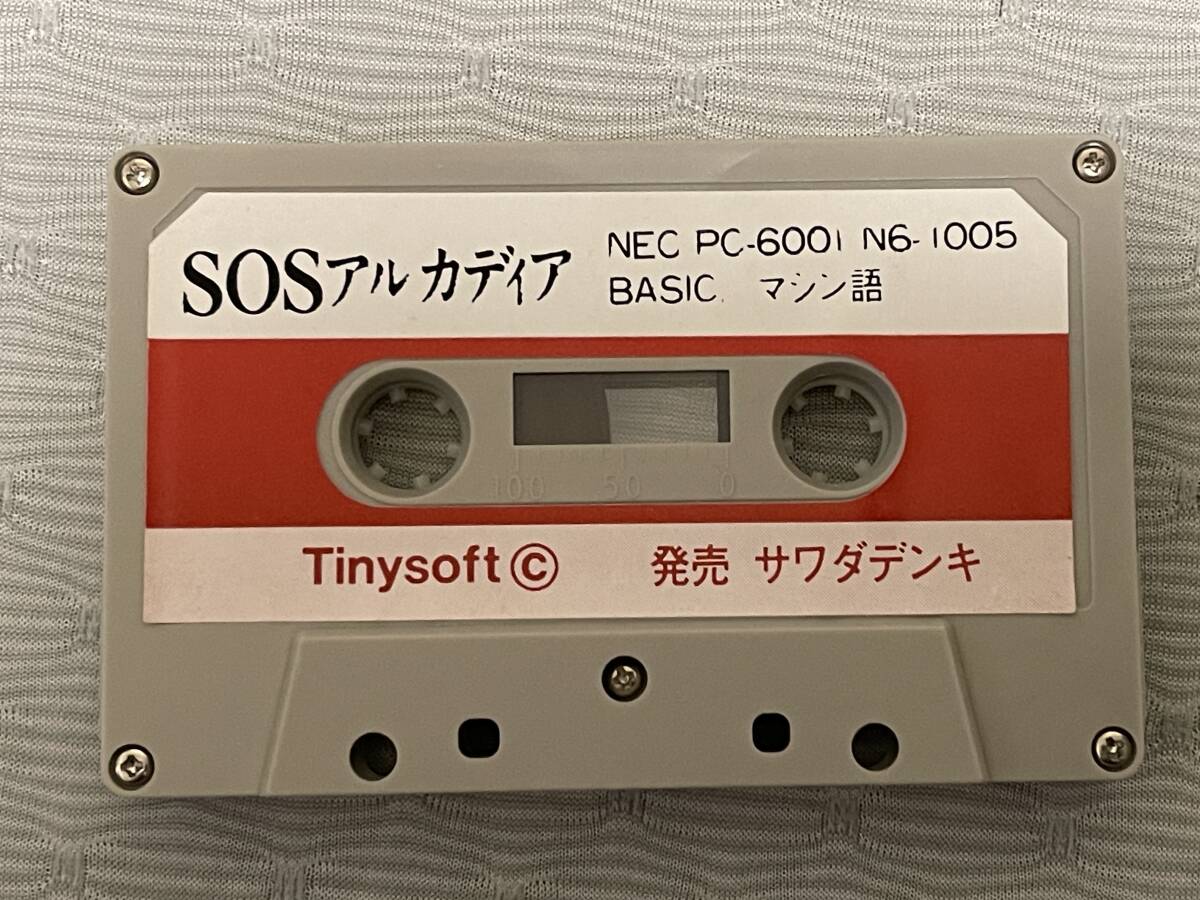 SOSアルカディア
NEC PC-6001 N6-1005
BASIC. マシン語
100 50 0
Tinysoft © 発売 サワダデンキ